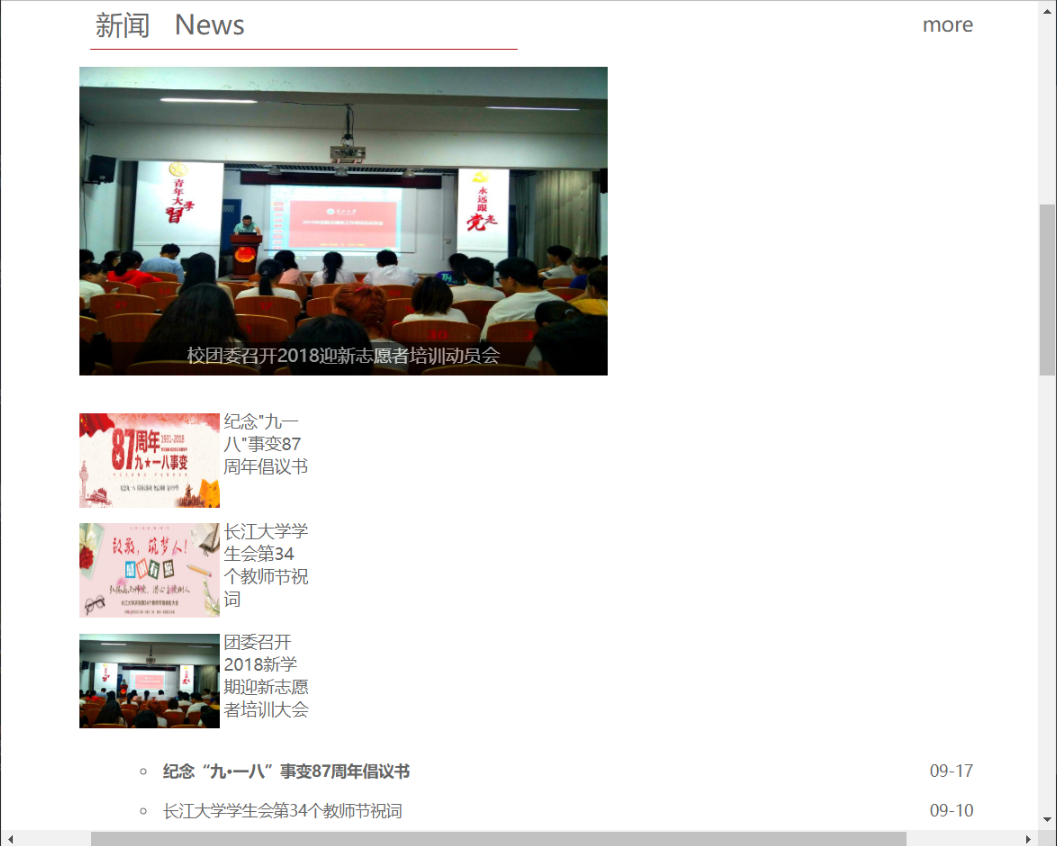 新闻 News
more
青年大学習
永远跟党走
校团委召开2018迎新志愿者培训动员会
87周年
1931-2018
九一八事变
纪念"九一
八"事变87
周年倡议书
致敬，筑梦人！
长江大学学
生会第34
个教师节祝
词
团委召开
2018新学
期迎新志愿
者培训大会
纪念“九·一八”事变87周年倡议书
09-17
长江大学学生会第34个教师节祝词
09-10